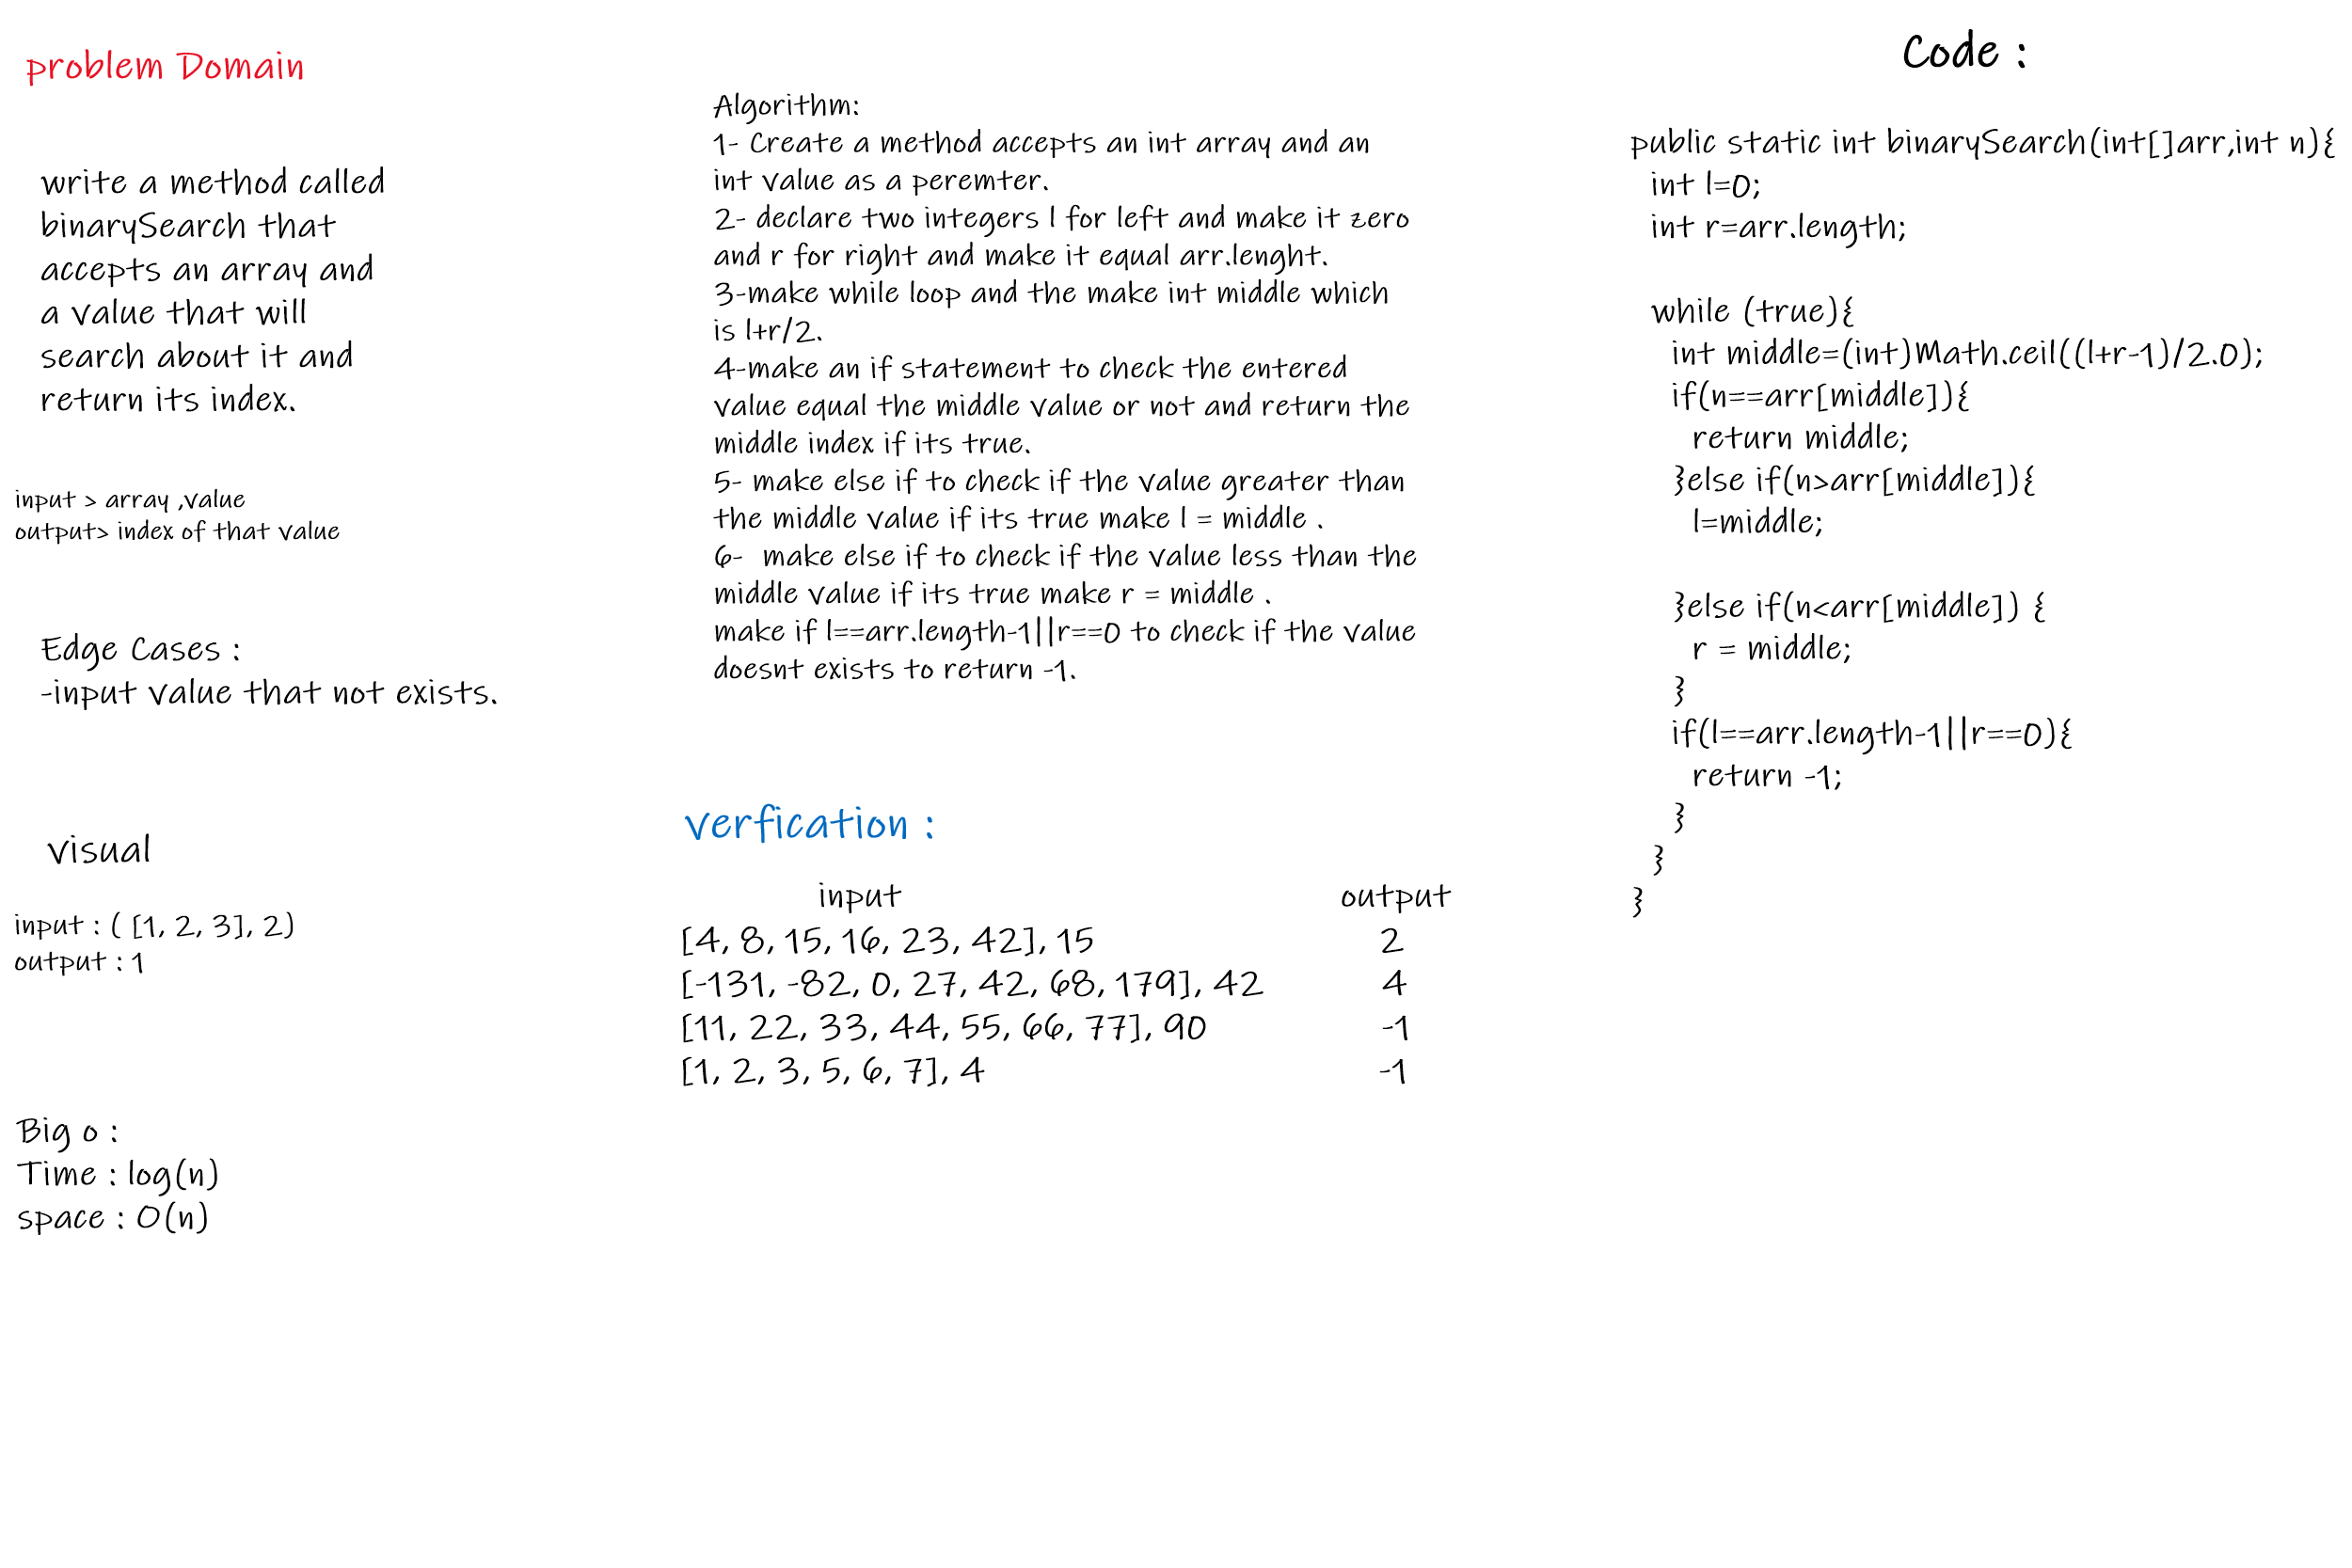 problem Domain
write a method called
binarySearch that
accepts an array and
a value that will
search about it and
return its index.
input > array ,value
output> index of that value
Edge Cases :
-input value that not exists.
visual
input : ( [1, 2, 3], 2)
output : 1
Big o :
Time : log(n)
space : O(n)
Algorithm:
1- Create a method accepts an int array and an
int value as a peremter.
2- declare two integers l for left and make it zero
and r for right and make it equal arr.lenght.
3-make while loop and the make int middle which
is l+r/2.
4-make an if statement to check the entered
value equal the middle value or not and return the
middle index if its true.
5- make else if to check if the value greater than
the middle value if its true make l = middle .
6-  make else if to check if the value less than the
middle value if its true make r = middle .
make if l==arr.length-1||r==0 to check if the value
doesnt exists to return -1.
verfication :
input output
[4, 8, 15, 16, 23, 42], 15 2
[-131, -82, 0, 27, 42, 68, 179], 42 4
[11, 22, 33, 44, 55, 66, 77], 90 -1
[1, 2, 3, 5, 6, 7], 4 -1
Code :
public static int binarySearch(int[]arr,int n){
int l=0;
int r=arr.length;
while (true){
int middle=(int)Math.ceil((l+r-1)/2.0);
if(n==arr[middle]){
return middle;
}else if(n>arr[middle]){
l=middle;
}else if(n<arr[middle]) {
r = middle;
}
if(l==arr.length-1||r==0){
return -1;
}
}
}